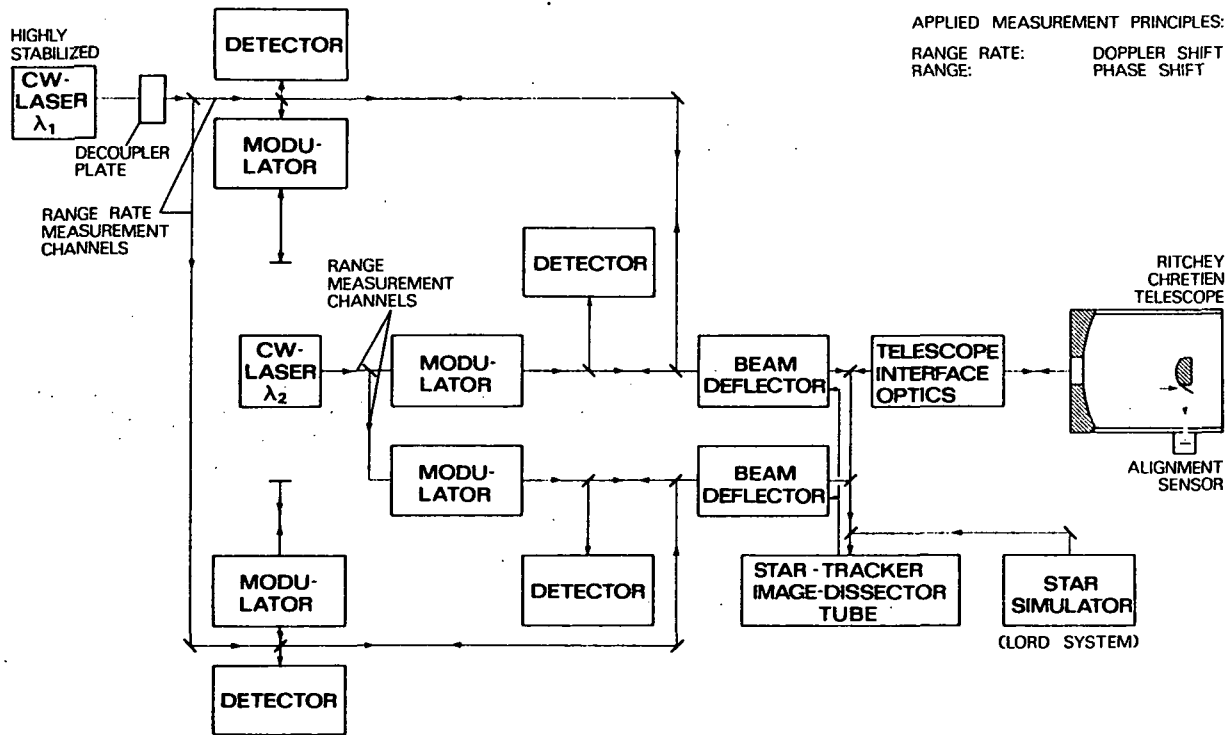 APPLIED MEASUREMENT PRINCIPLES:
RANGE RATE: DOPPLER SHIFT
RANGE: PHASE SHIFT
HIGHLY
STABILIZED
CW-
LASER
λ1
DECOUPLER
PLATE
DETECTOR
MODU-
LATOR
RANGE RATE
MEASUREMENT
CHANNELS
RANGE
MEASUREMENT
CHANNELS
DETECTOR
CW-
LASER
λ2
MODU-
LATOR
BEAM
DEFLECTOR
TELESCOPE
INTERFACE
OPTICS
RITCHEY
CHRETIEN
TELESCOPE
MODU-
LATOR
BEAM
DEFLECTOR
ALIGNMENT
SENSOR
MODU-
LATOR
DETECTOR
STAR-TRACKER
IMAGE-DISSECTOR
TUBE
STAR
SIMULATOR
(LORD SYSTEM)
DETECTOR